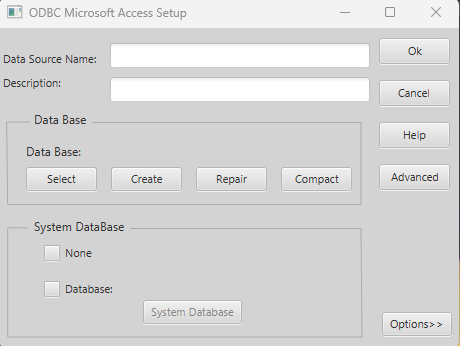 ODBC Microsoft Access Setup
Data Source Name:
Ok
Description:
Cancel
Data Base
Help
Data Base:
Select Create Repair Compact
Advanced
System DataBase
None
Database:
System Database
Options>>